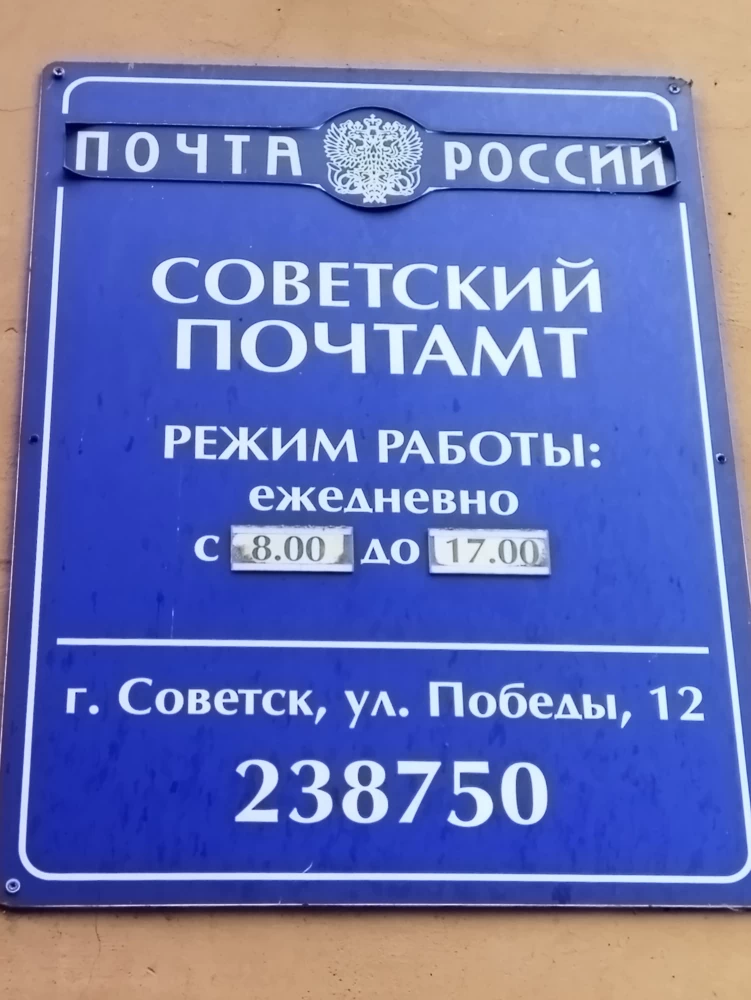 ПОЧТА РОССИИ
СОВЕТСКИЙ
ПОЧТАМТ
РЕЖИМ РАБОТЫ:
ежедневно
с 8.00 до 17.00
г. Советск, ул. Победы, 12
238750